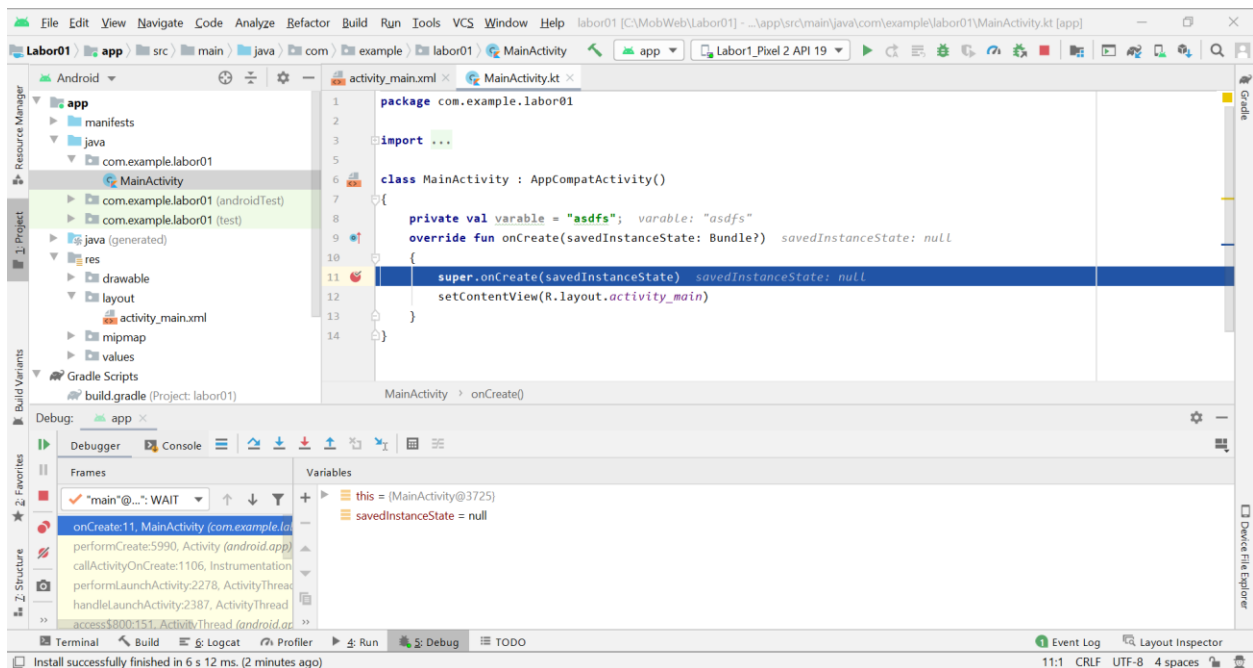 File Edit View Navigate Code Analyze Refactor Build Run Tools VCS Window Help labor01 [C:\MobWeb\Labor01] - ...\app\src\main\java\com\example\labor01\MainActivity.kt [app]
Labor01 app src main java com example labor01 MainActivity app Labor1_Pixel 2 API 19
Android
activity_main.xml MainActivity.kt
Resource Manager
1: Project
Build Variants
2: Favorites
7: Structure
app
manifests
java
com.example.labor01
MainActivity
com.example.labor01 (androidTest)
com.example.labor01 (test)
java (generated)
res
drawable
layout
activity_main.xml
mipmap
values
Gradle Scripts
build.gradle (Project: labor01)
1 package com.example.labor01
2
3 import ...
5
6 class MainActivity : AppCompatActivity()
7 {
8 private val varable = "asdfs"; varable: "asdfs"
9 override fun onCreate(savedInstanceState: Bundle?) savedInstanceState: null
10 {
11 super.onCreate(savedInstanceState) savedInstanceState: null
12 setContentView(R.layout.activity_main)
13 }
14 }
MainActivity › onCreate()
Gradle
Device File Explorer
Debug: app
Debugger Console
Frames
Variables
"main"@...": WAIT
onCreate:11, MainActivity (com.example.la
performCreate:5990, Activity (android.app)
callActivityOnCreate:1106, Instrumentation
performLaunchActivity:2278, ActivityThread
handleLaunchActivity:2387, ActivityThread
access$800:151, ActivityThread (android.ap
this = {MainActivity@3725}
savedInstanceState = null
Terminal Build 6: Logcat Profiler 4: Run 5: Debug TODO 1 Event Log Layout Inspector
Install successfully finished in 6 s 12 ms. (2 minutes ago) 11:1 CRLF UTF-8 4 spaces